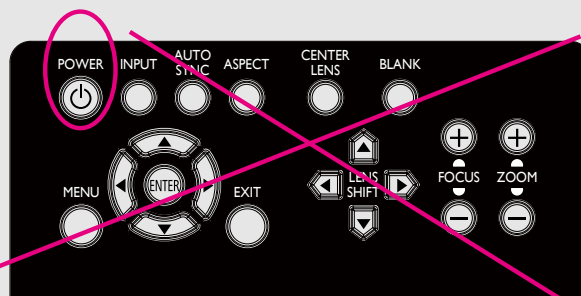 POWER
INPUT
AUTO
SYNC
ASPECT
CENTER
LENS
BLANK
MENU
ENTER
EXIT
LENS
SHIFT
FOCUS
ZOOM